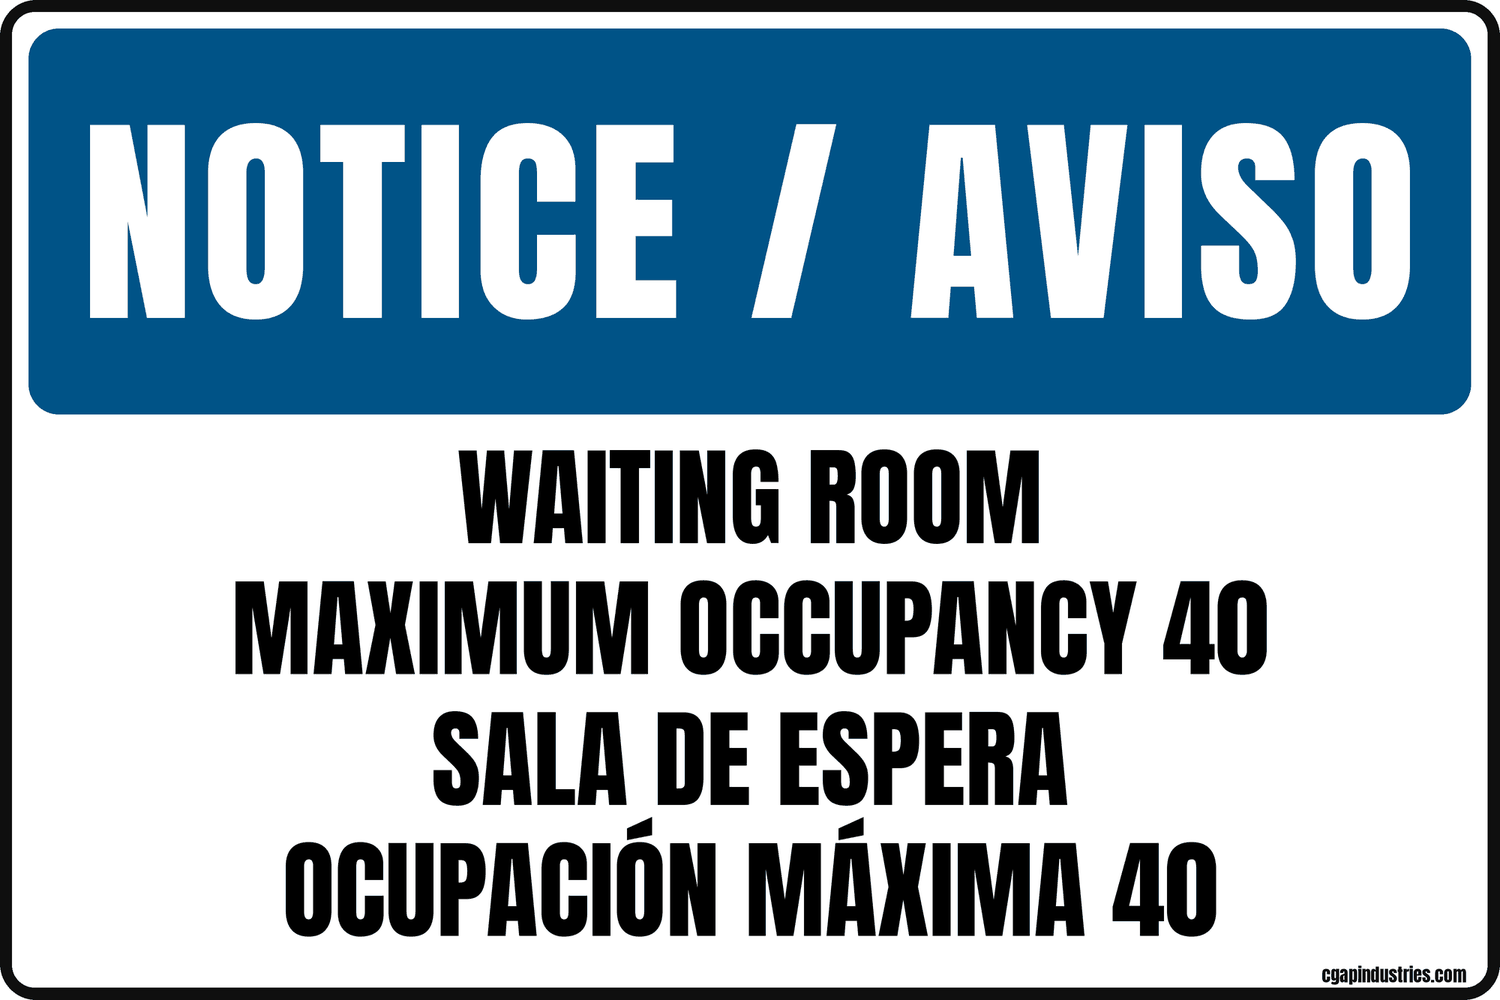 NOTICE / AVISO
WAITING ROOM
MAXIMUM OCCUPANCY 40
SALA DE ESPERA
OCUPACIÓN MÁXIMA 40
cgapindustries.com